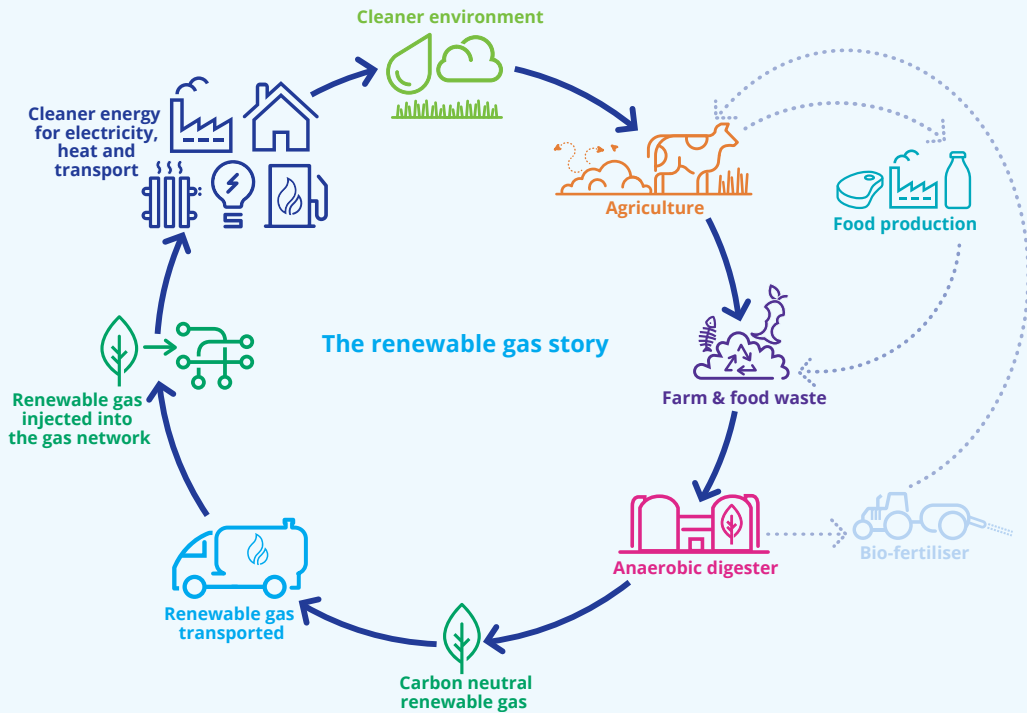 Cleaner environment
Cleaner energy
for electricity,
heat and
transport
Agriculture
Food production
The renewable gas story
Farm & food waste
Renewable gas
injected into
the gas network
Bio-fertiliser
Anaerobic digester
Renewable gas
transported
Carbon neutral
renewable gas